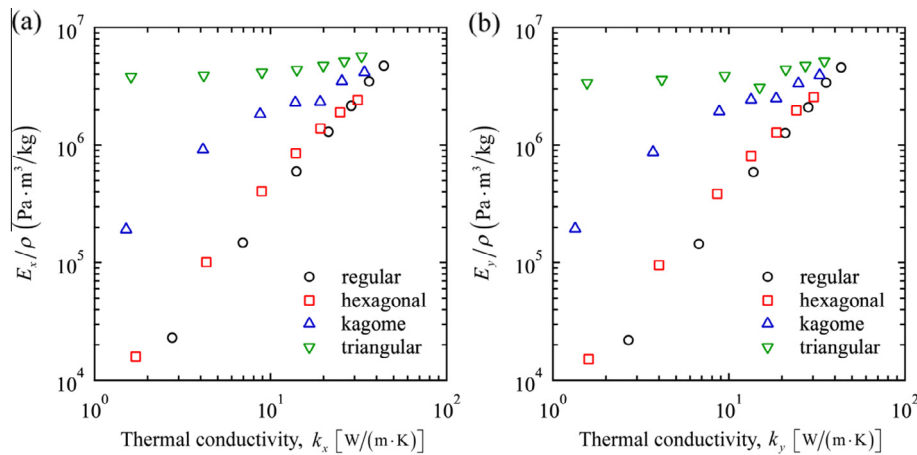 (a)
10^7
10^6
10^5
10^4
E_x/ρ (Pa·m^3/kg)
regular
hexagonal
kagome
triangular
10^0
10^1
10^2
Thermal conductivity, k_x [W/(m·K)]
(b)
10^7
10^6
10^5
10^4
E_y/ρ (Pa·m^3/kg)
regular
hexagonal
kagome
triangular
10^0
10^1
10^2
Thermal conductivity, k_y [W/(m·K)]